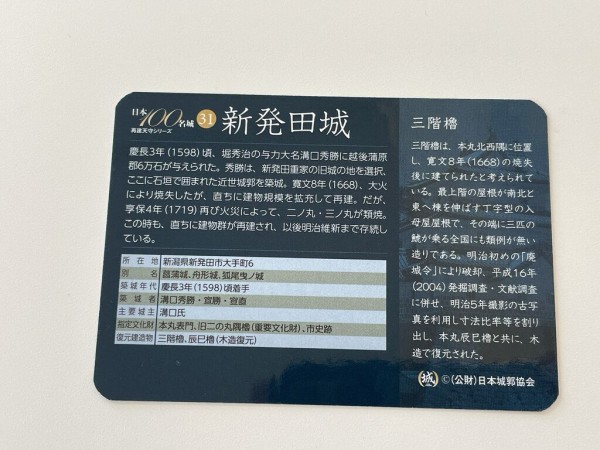 日本100名城
再建天守シリーズ
31
新発田城
慶長3年(1598)頃、堀秀治の与力大名溝口秀勝に越後蒲原
郡6万石が与えられた。秀勝は、新発田重家の旧城の地を選択、
ここに石垣で囲まれた近世城郭を築城。寛文8年(1668)、大火
により焼失したが、直ちに建物規模を拡充して再建。だが、
享保4年(1719)再び火災によって、二ノ丸・三ノ丸が類焼。
この時も、直ちに建物群が再建され、以後明治維新まで存続し
ている。
所在地 新潟県新発田市大手町6
別名 菖蒲城、舟形城、狐尾曳ノ城
築城年代 慶長3年(1598)頃着手
築城者 溝口秀勝・宣勝・宣直
主要城主 溝口氏
指定文化財 本丸表門、旧二の丸隅櫓(重要文化財)、市史跡
復元建造物 三階櫓、辰巳櫓(木造復元)
三階櫓
三階櫓は、本丸北西隅に位置
し、寛文8年(1668)の焼失
後に建てられたと考えられて
いる。最上階の屋根が南北と
東へ棟を伸ばす丁字型の入
母屋屋根で、その端に三匹の
鯱が乗る全国にも類例が無い
造りである。明治初めの「廃
城令」により破却、平成16年
(2004)発掘調査・文献調査
に併せ、明治5年撮影の古写
真を利用し寸法比率等を割り
出し、本丸辰巳櫓と共に、木
造で復元された。
城 ©(公財)日本城郭協会